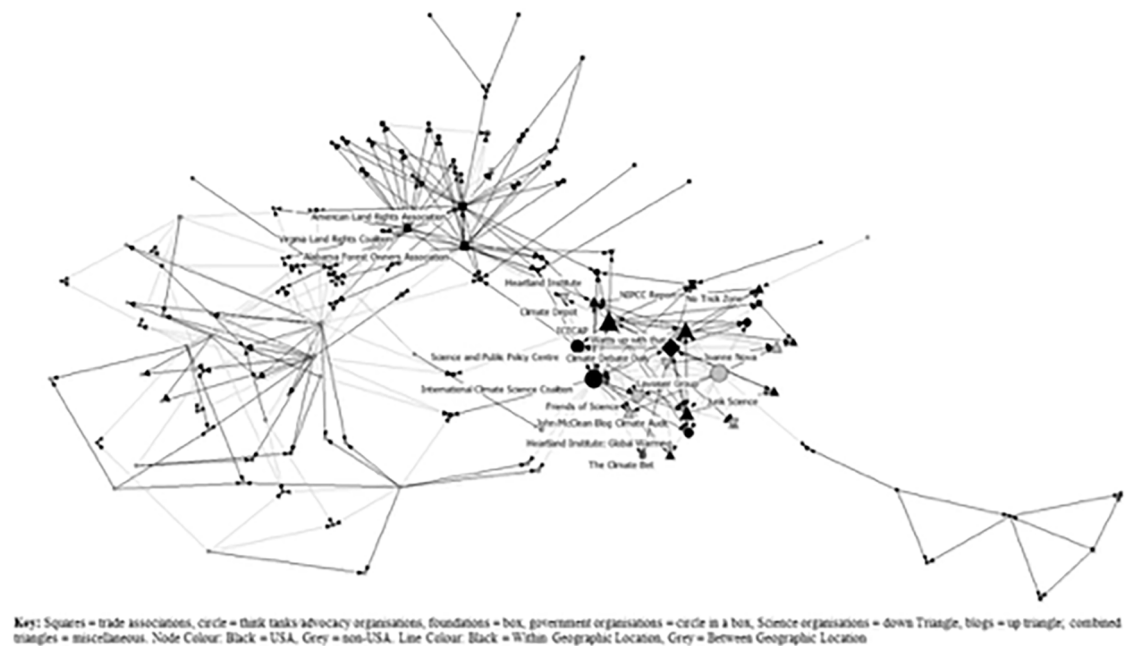 American Land Rights Association
Virginia Land Rights Coalition
Alabama Forest Owners Association
Heartland Institute
NIPCC Report
No Trick Zone
Climate Depot
ICECAP
Watts up with that
Science and Public Policy Centre
Climate Debate Daily
Joanne Nova
International Climate Science Coalition
Lavoisier Group
Junk Science
Friends of Science
John McClean Blog
Climate Audit
Heartland Institute: Global Warming
The Climate Bet
Key: Squares = trade associations, circle = think tanks/advocacy organisations, foundations = box, government organisations = circle in a box, Science organisations = down Triangle, blogs = up triangle; combined
triangles = miscellaneous. Node Colour: Black = USA, Grey = non-USA. Line Colour: Black = Within Geographic Location, Grey = Between Geographic Location